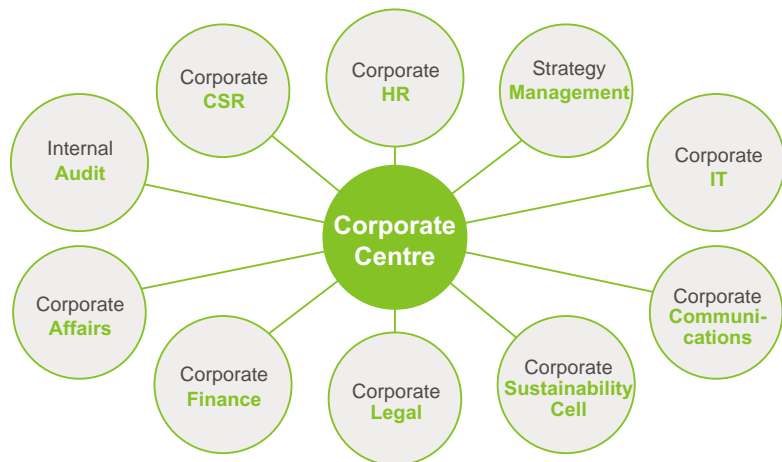 Corporate
CSR
Corporate
HR
Strategy
Management
Internal
Audit
Corporate
IT
Corporate
Centre
Corporate
Affairs
Corporate
Communi-
cations
Corporate
Finance
Corporate
Legal
Corporate
Sustainability
Cell